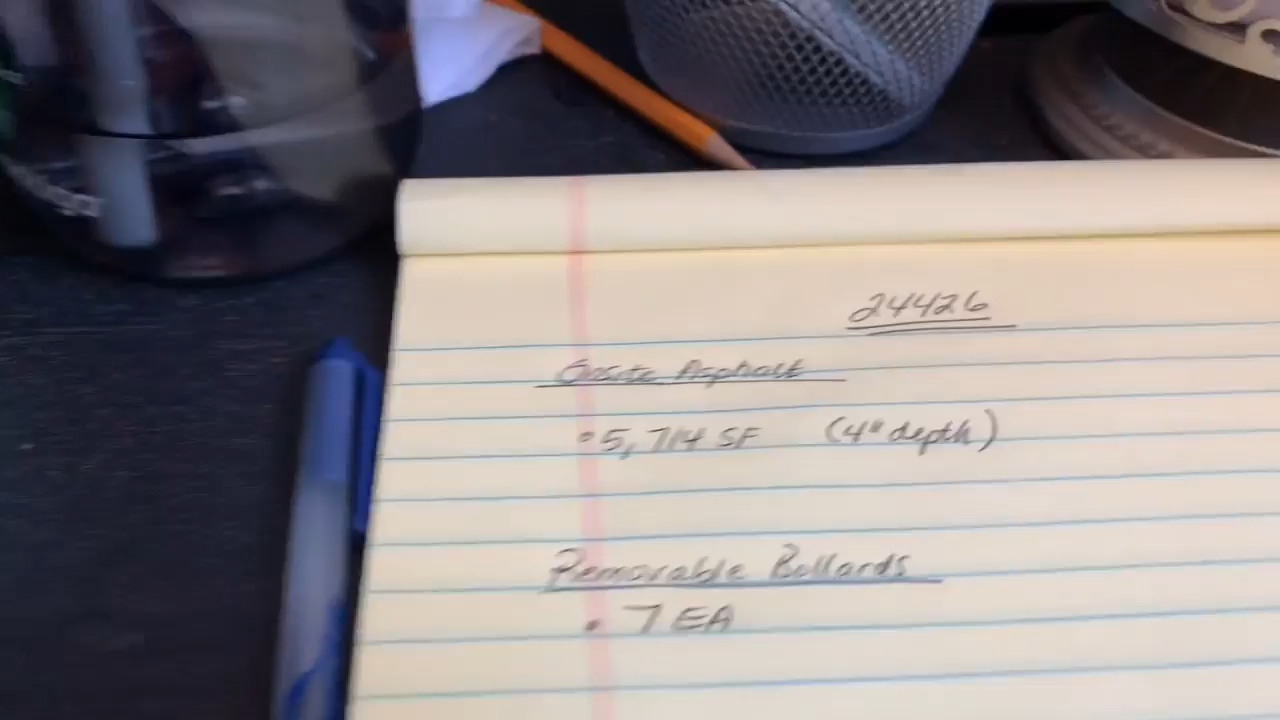 24426
Onsite Asphalt
• 5,714 SF (4" depth)
Removable Bollards
• 7 EA